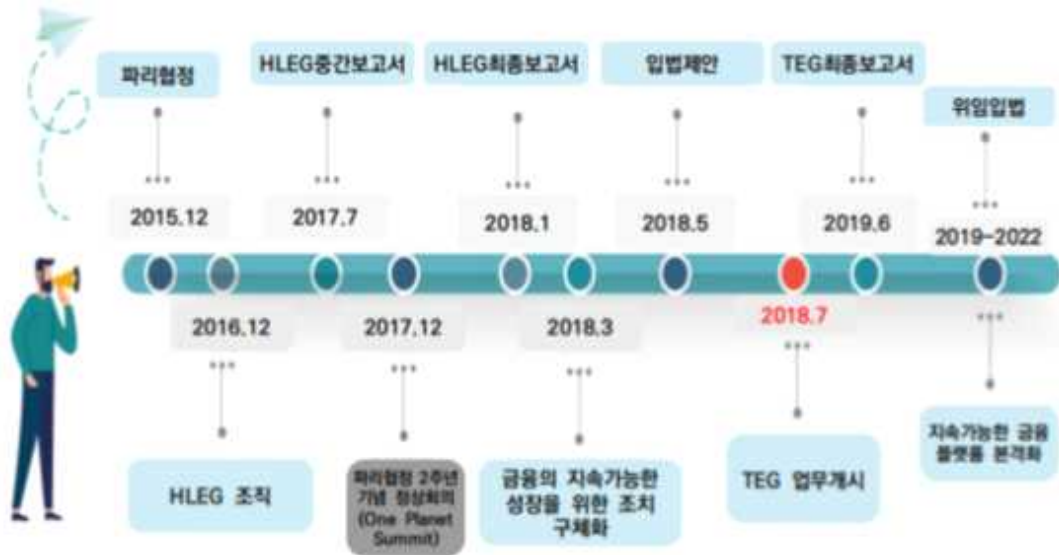 파리협정
HLEG중간보고서
HLEG최종보고서
입법제안
TEG최종보고서
위임입법
2015.12
2017.7
2018.1
2018.5
2019.6
2019-2022
2016.12
2017.12
2018.3
2018.7
HLEG 조직
파리협정 2주년
기념 정상회의
(One Planet
Summit)
금융의 지속가능한
성장을 위한 조치
구체화
TEG 업무개시
지속가능한 금융
플랫폼 본격화